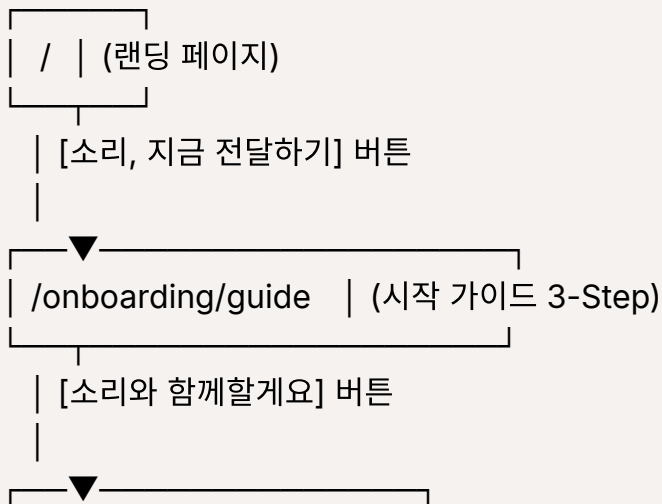 ┌───┐
│ / │ (랜딩 페이지)
└──┬──┘
│ [소리, 지금 전달하기] 버튼
│
┌──▼──────────────┐
│ /onboarding/guide │ (시작 가이드 3-Step)
└──┬──────────────┘
│ [소리와 함께할게요] 버튼
│
┌──▼───────────┐